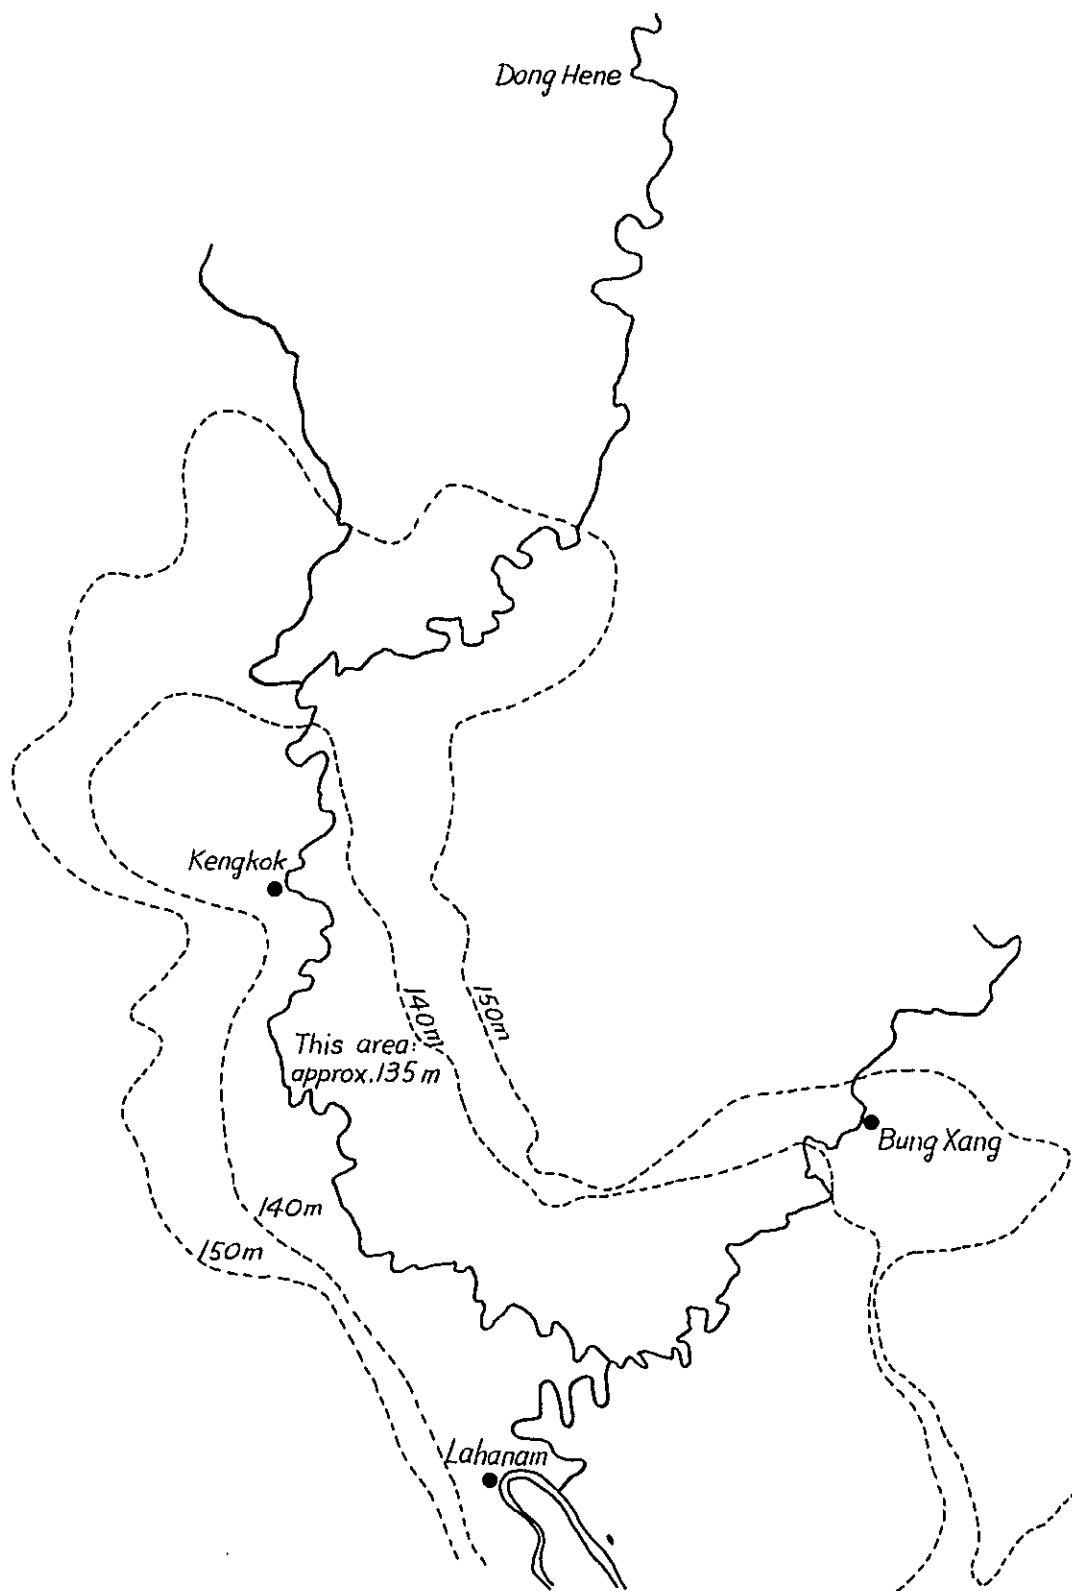 Dong Hene
Kengkok
140m
150m
This area:
approx. 135 m
Bung Xang
140m
150m
Lahanam